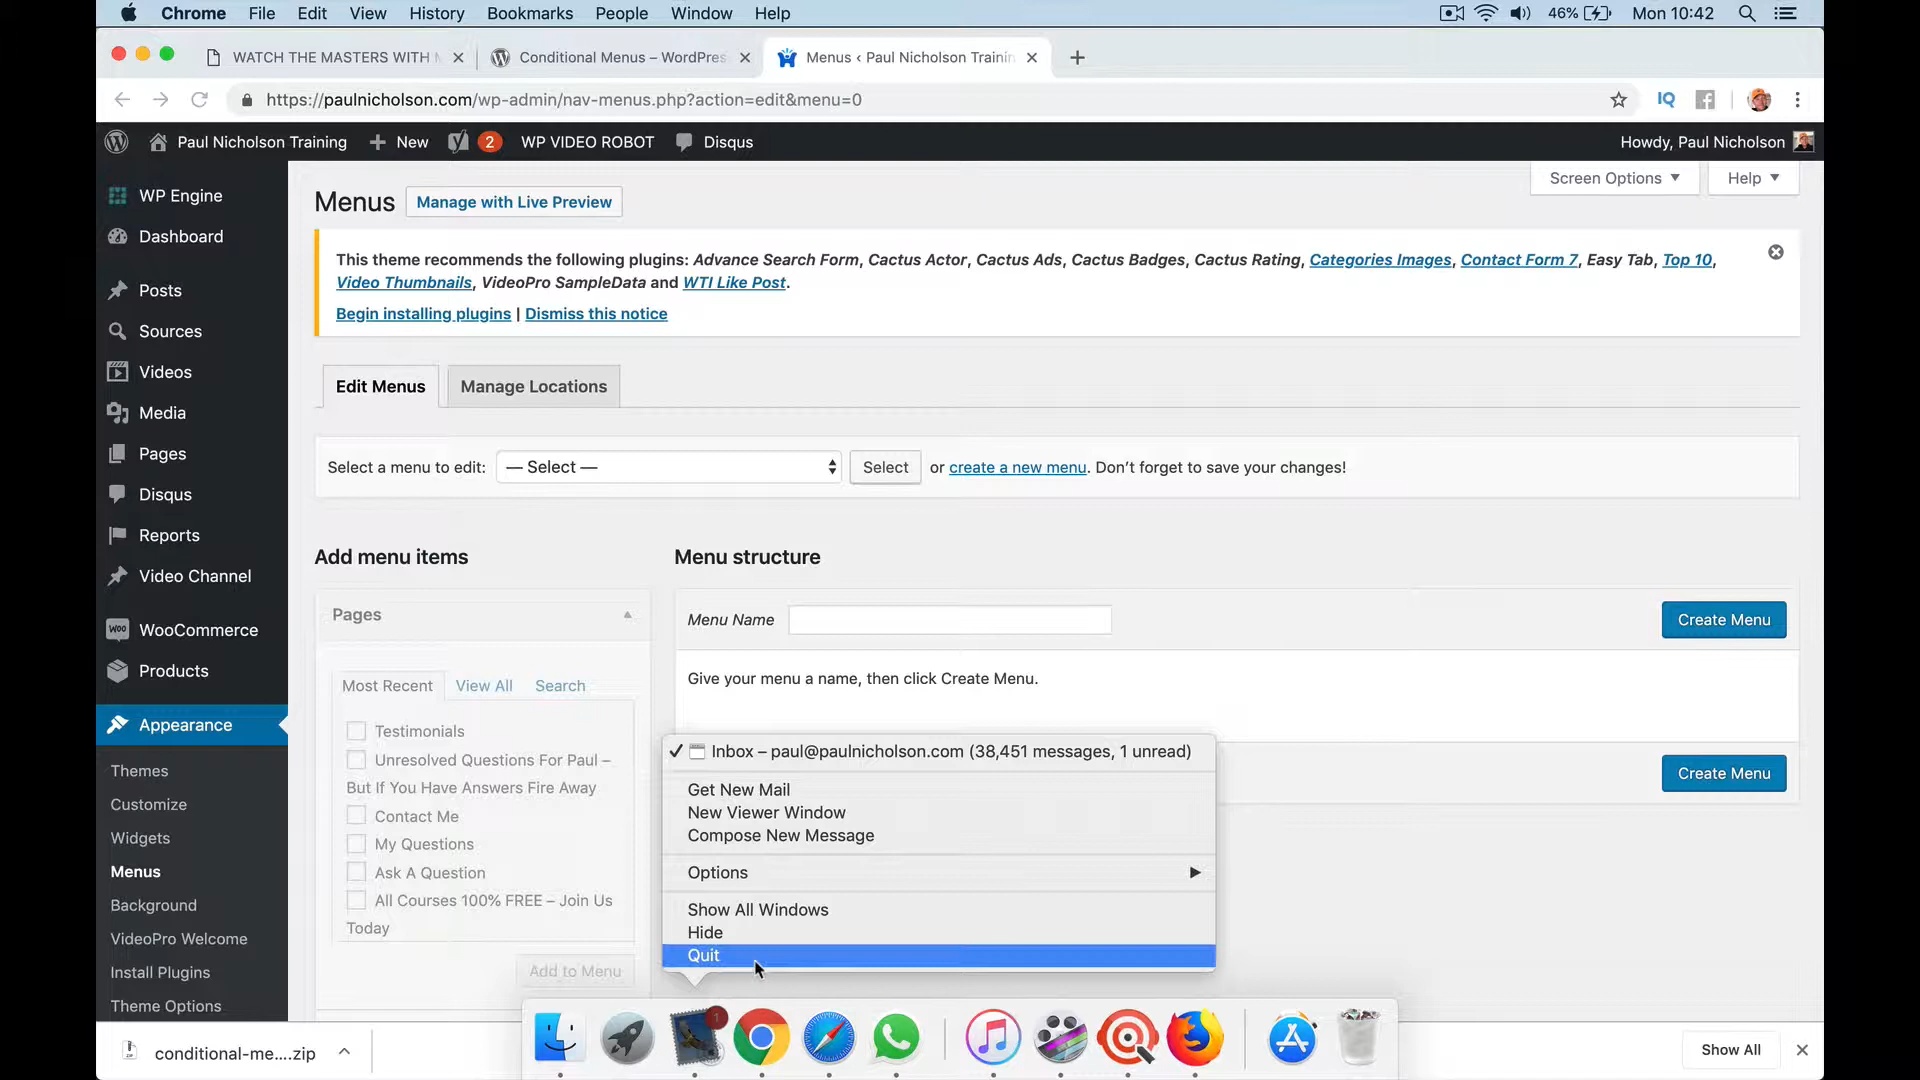 Chrome File Edit View History Bookmarks People Window Help 46% Mon 10:42
WATCH THE MASTERS WITH Conditional Menus – WordPres Menus ‹ Paul Nicholson Trainin
https://paulnicholson.com/wp-admin/nav-menus.php?action=edit&menu=0 IQ
Paul Nicholson Training New 2 WP VIDEO ROBOT Disqus Howdy, Paul Nicholson
Screen Options Help
WP Engine
Dashboard
Posts
Sources
Videos
Media
Pages
Disqus
Reports
Video Channel
WooCommerce
Products
Appearance
Themes
Customize
Widgets
Menus
Background
VideoPro Welcome
Install Plugins
Theme Options
Menus Manage with Live Preview
This theme recommends the following plugins: Advance Search Form, Cactus Actor, Cactus Ads, Cactus Badges, Cactus Rating, Categories Images, Contact Form 7, Easy Tab, Top 10,
Video Thumbnails, VideoPro SampleData and WTI Like Post.
Begin installing plugins | Dismiss this notice
Edit Menus Manage Locations
Select a menu to edit: — Select — Select or create a new menu. Don’t forget to save your changes!
Add menu items
Pages
Most Recent View All Search
Testimonials
Unresolved Questions For Paul –
But If You Have Answers Fire Away
Contact Me
My Questions
Ask A Question
All Courses 100% FREE – Join Us
Today
Add to Menu
Menu structure
Menu Name Create Menu
Give your menu a name, then click Create Menu.
Create Menu
Inbox – paul@paulnicholson.com (38,451 messages, 1 unread)
Get New Mail
New Viewer Window
Compose New Message
Options
Show All Windows
Hide
Quit
1
conditional-me....zip Show All